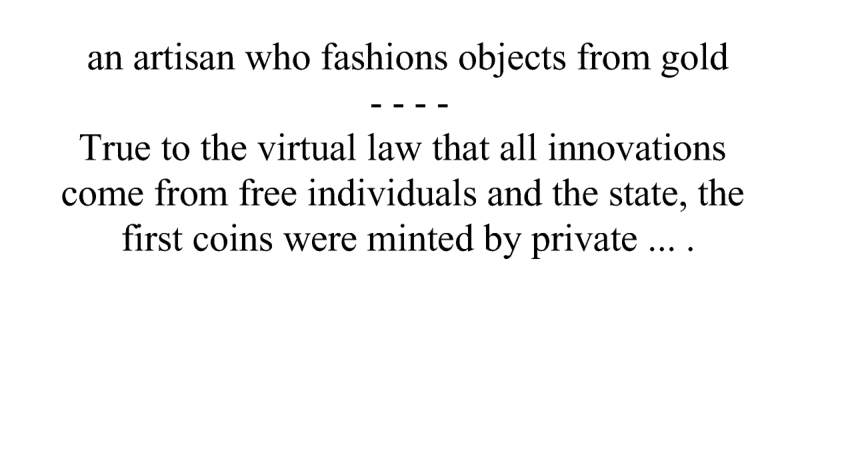 an artisan who fashions objects from gold
- - - -
True to the virtual law that all innovations
come from free individuals and the state, the
first coins were minted by private ... .